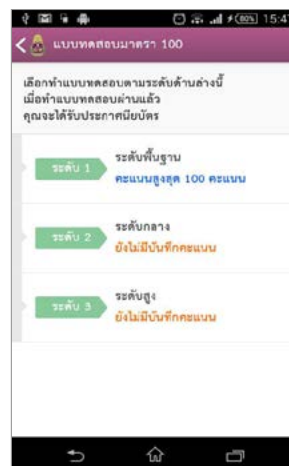 80%
15:47
แบบทดสอบมาตรา 100
เลือกทำแบบทดสอบตามระดับด้านล่างนี้
เมื่อทำแบบทดสอบผ่านแล้ว
คุณจะได้รับประกาศนียบัตร
ระดับ 1
ระดับพื้นฐาน
คะแนนสูงสุด 100 คะแนน
ระดับ 2
ระดับกลาง
ยังไม่มีบันทึกคะแนน
ระดับ 3
ระดับสูง
ยังไม่มีบันทึกคะแนน